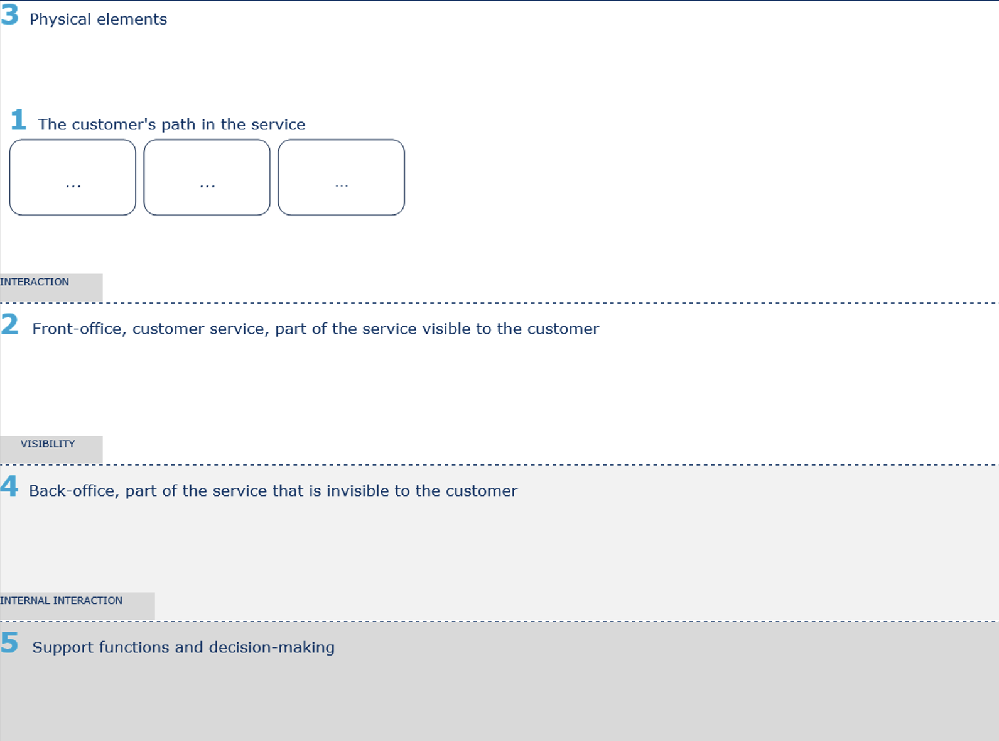 3 Physical elements
1 The customer's path in the service
... ... ...
INTERACTION
2 Front-office, customer service, part of the service visible to the customer
VISIBILITY
4 Back-office, part of the service that is invisible to the customer
INTERNAL INTERACTION
5 Support functions and decision-making